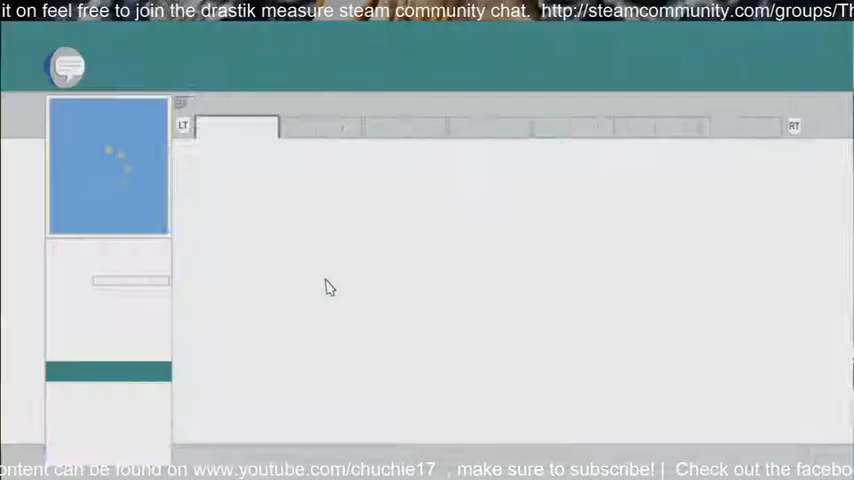 it on feel free to join the drastik measure steam community chat. http://steamcommunity.com/groups/Th
LT
RT
ontent can be found on www.youtube.com/chuchie17 , make sure to subscribe! | Check out the facebo